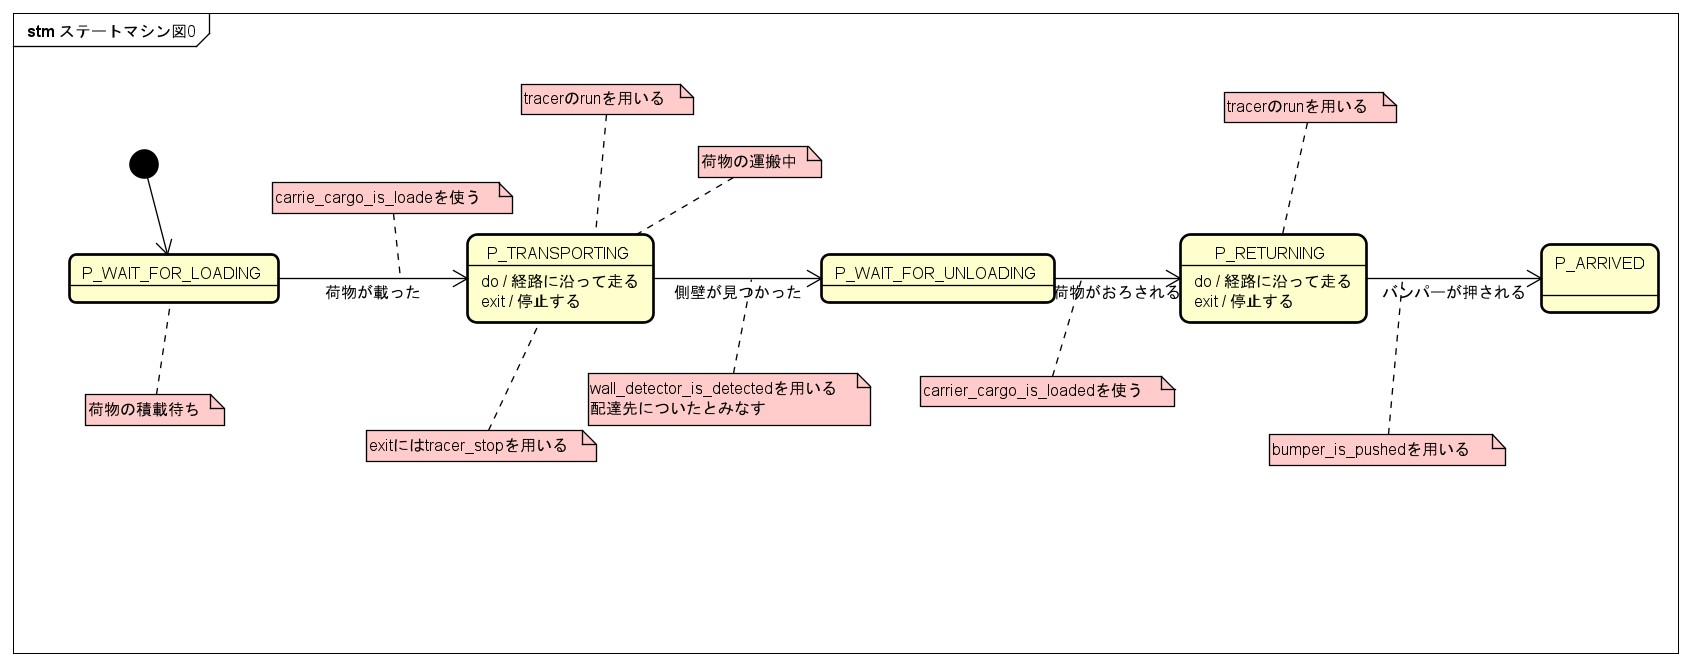 stm ステートマシン図0
tracerのrunを用いる
tracerのrunを用いる
荷物の運搬中
carrie_cargo_is_loadeを使う
P_WAIT_FOR_LOADING
荷物が載った
P_TRANSPORTING
do / 経路に沿って走る
exit / 停止する
側壁が見つかった
P_WAIT_FOR_UNLOADING
荷物がおろされる
P_RETURNING
do / 経路に沿って走る
exit / 停止する
バンパーが押される
P_ARRIVED
荷物の積載待ち
exitにはtracer_stopを用いる
wall_detector_is_detectedを用いる
配達先についたとみなす
carrier_cargo_is_loadedを使う
bumper_is_pushedを用いる